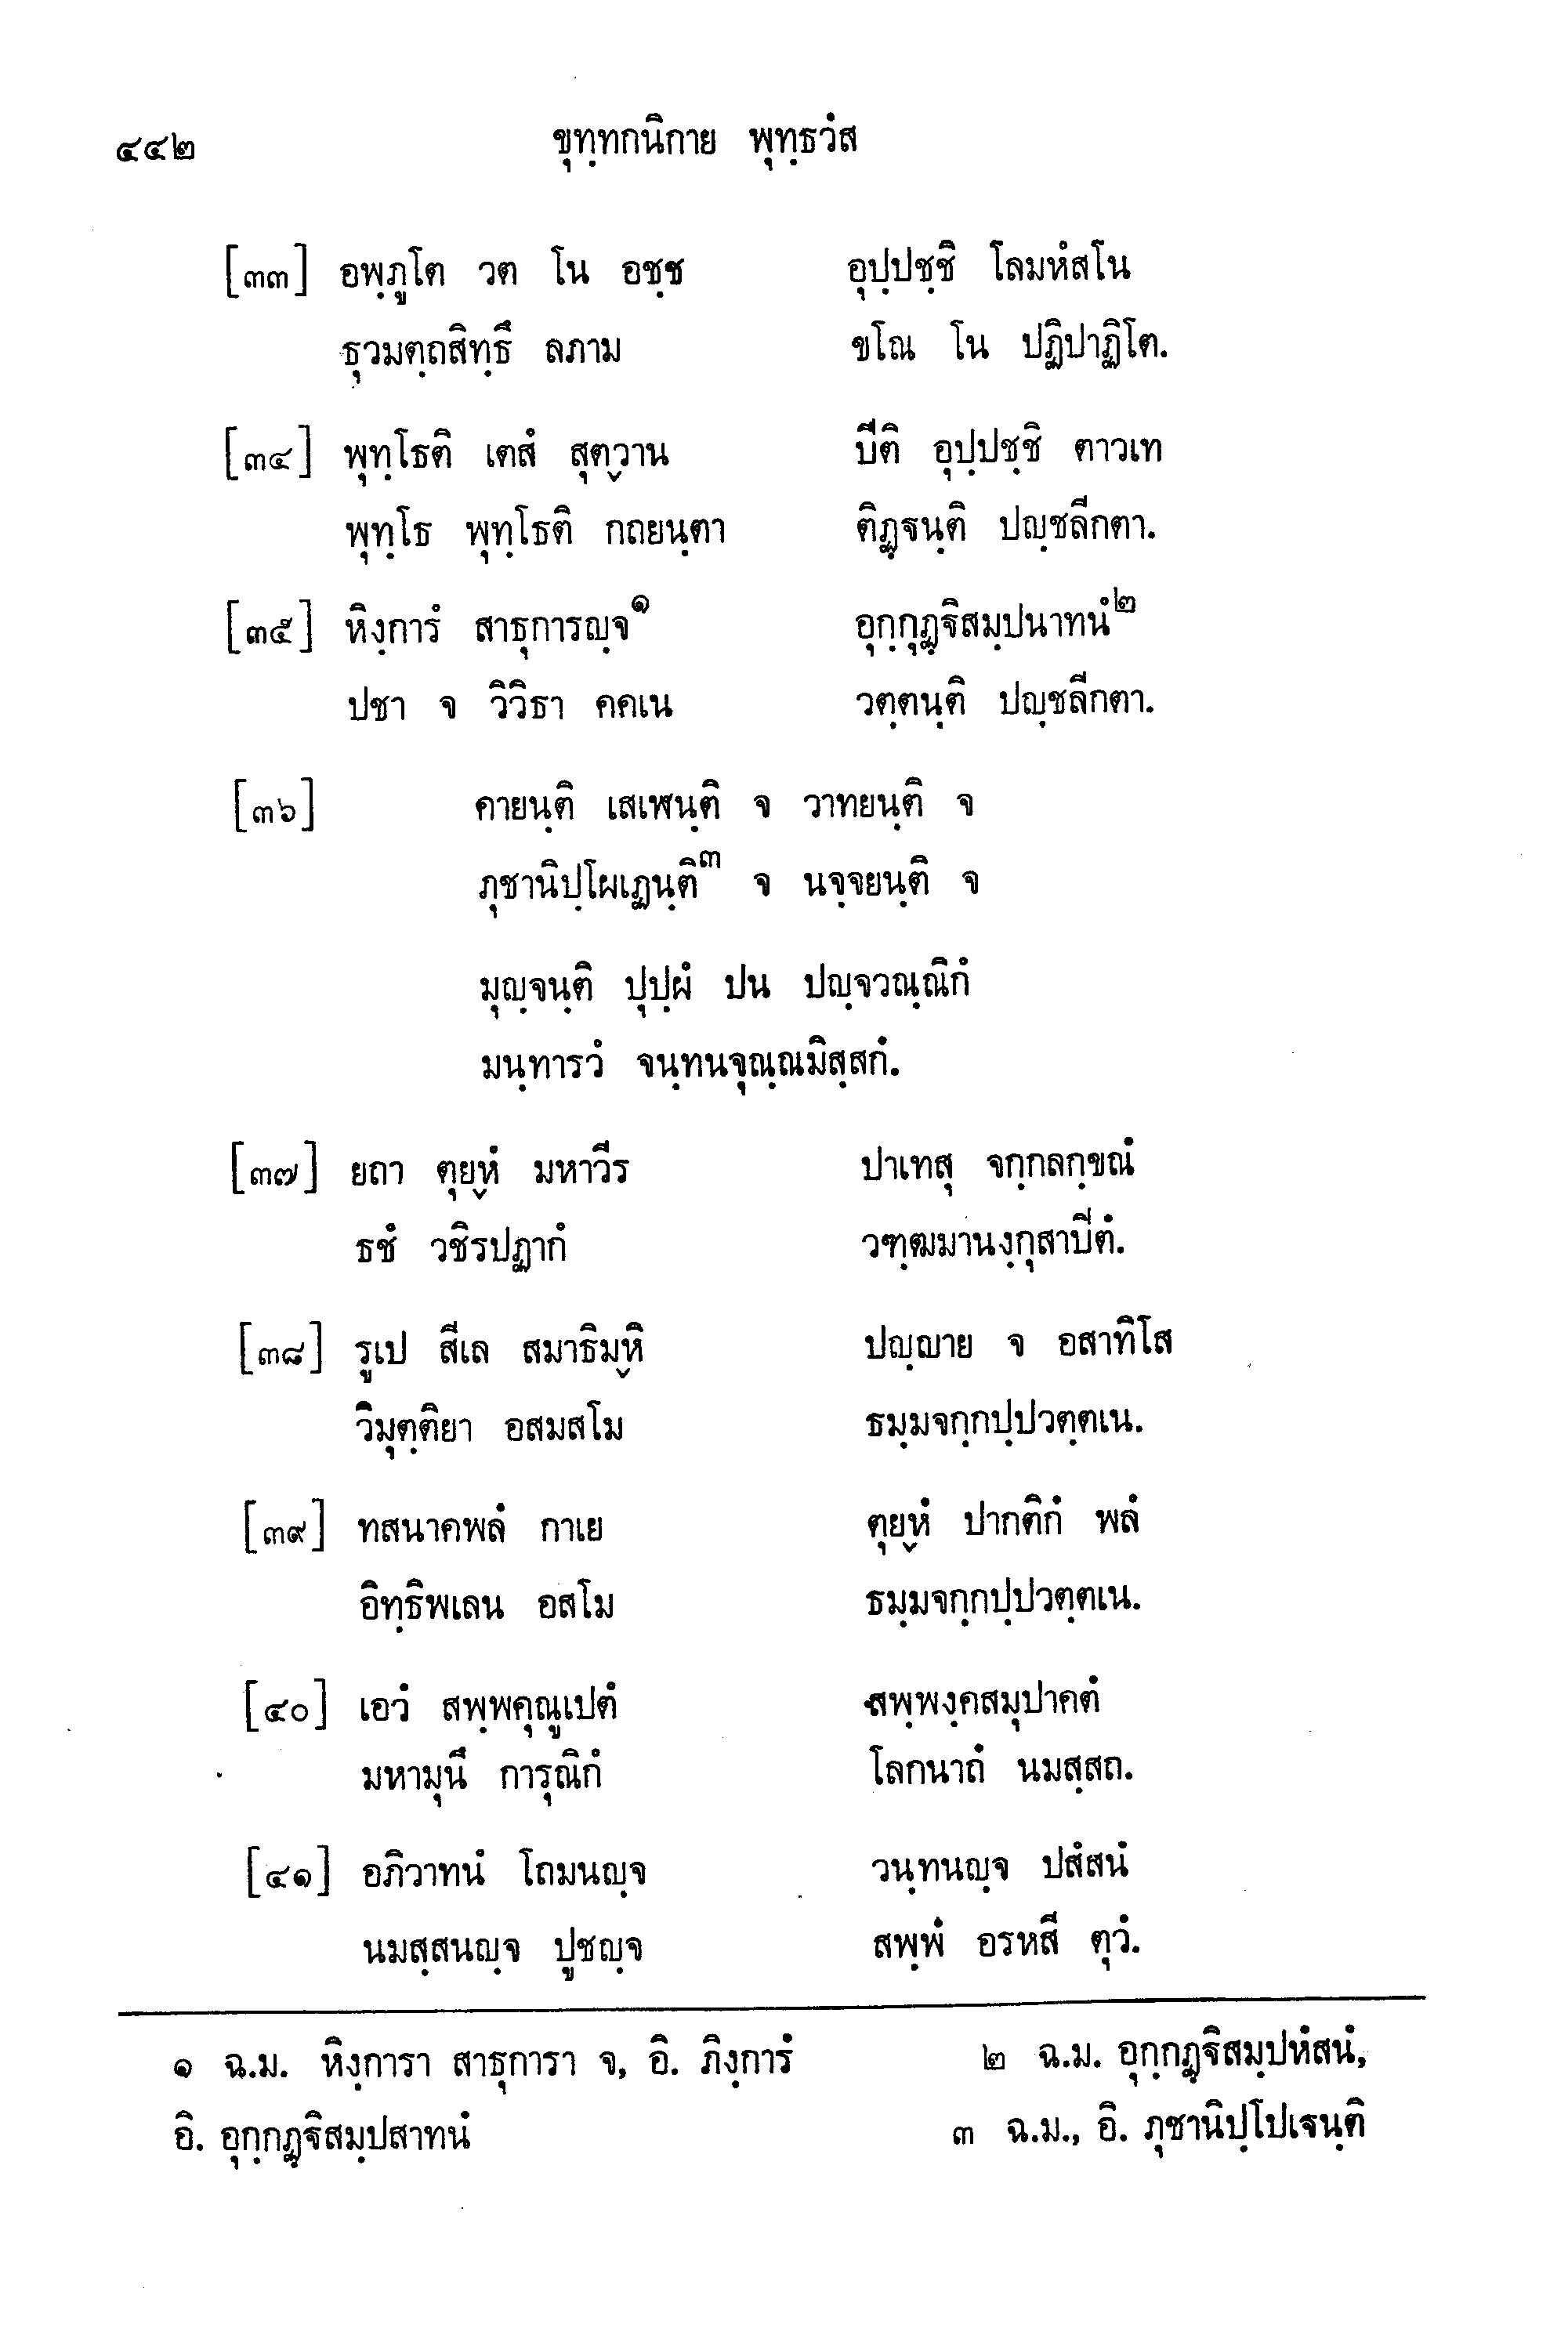 ๔๔๒ ขุทฺทกนิกาย พุทฺธวํส
[๓๓] อพฺภูโต วต โน อชฺช อุปฺปชฺชิ โลมหํสโน
ธุวมตฺถสิทฺธึ ลภาม ขโณ โน ปฏิปาฏิโต.
[๓๔] พุทฺโธติ เตสํ สุตฺวาน ปีติ อุปฺปชฺชิ ตาวเท
พุทฺโธ พุทฺโธติ กถยนฺตา ติฏฺฐนฺติ ปญฺชลีกตา.
[๓๕] หิงฺการํ สาธุการญฺจ๑ อุกฺกุฏฺฐิสมฺปนาทนํ๒
ปชา จ วิวิธา คคเน วตฺตนฺติ ปญฺชลีกตา.
[๓๖] คายนฺติ เสเฬนฺติ จ วาทยนฺติ จ
ภุชานิปฺโผเฏนฺติ๓ จ นจฺจยนฺติ จ
มุญฺจนฺติ ปุปฺผํ ปน ปญฺจวณฺณิกํ
มนฺทารวํ จนฺทนจุณฺณมิสฺสกํ.
[๓๗] ยถา ตุยฺหํ มหาวีร ปาเทสุ จกฺกลกฺขณํ
ธชํ วชิรปฏากํ วฑฺฒมานงฺกุสาปีตํ.
[๓๘] รูเป สีเล สมาธิมฺหิ ปญฺญาย จ อสาทิโส
วิมุตฺติยา อสมสโม ธมฺมจกฺกปฺปวตฺตเน.
[๓๙] ทสนาคพลํ กาเย ตุยฺหํ ปากติกํ พลํ
อิทฺธิพเลน อสโม ธมฺมจกฺกปฺปวตฺตเน.
[๔๐] เอวํ สพฺพคุณูเปตํ สพฺพงฺคสมุปาคตํ
มหามุนึ การุณิกํ โลกนาถํ นมสฺสถ.
[๔๑] อภิวาทนํ โถมนญฺจ วนฺทนญฺจ ปสํสนํ
นมสฺสนญฺจ ปูชญฺจ สพฺพํ อรหสี ตุวํ.
๑ ฉ.ม. หิงฺการา สาธุการา จ, อิ. ภิงฺการํ ๒ ฉ.ม. อุกฺกฏฺฐิสมฺปหํสนํ,
อิ. อุกฺกฏฺฐิสมฺปสาทนํ ๓ ฉ.ม., อิ. ภุชานิปฺโปเจนฺติ